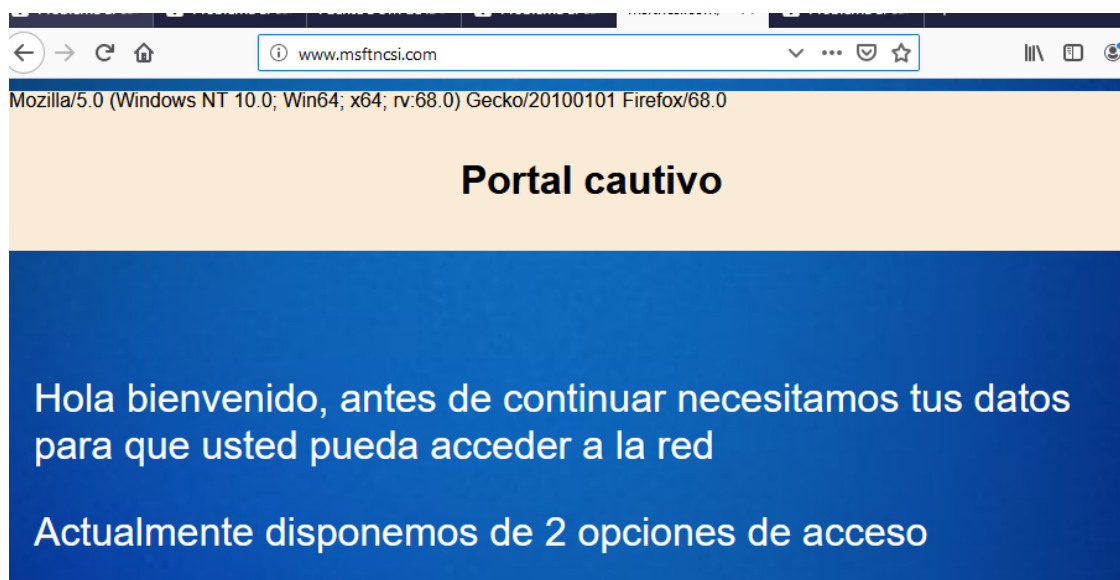 www.msftncsi.com
Mozilla/5.0 (Windows NT 10.0; Win64; x64; rv:68.0) Gecko/20100101 Firefox/68.0
Portal cautivo
Hola bienvenido, antes de continuar necesitamos tus datos
para que usted pueda acceder a la red
Actualmente disponemos de 2 opciones de acceso